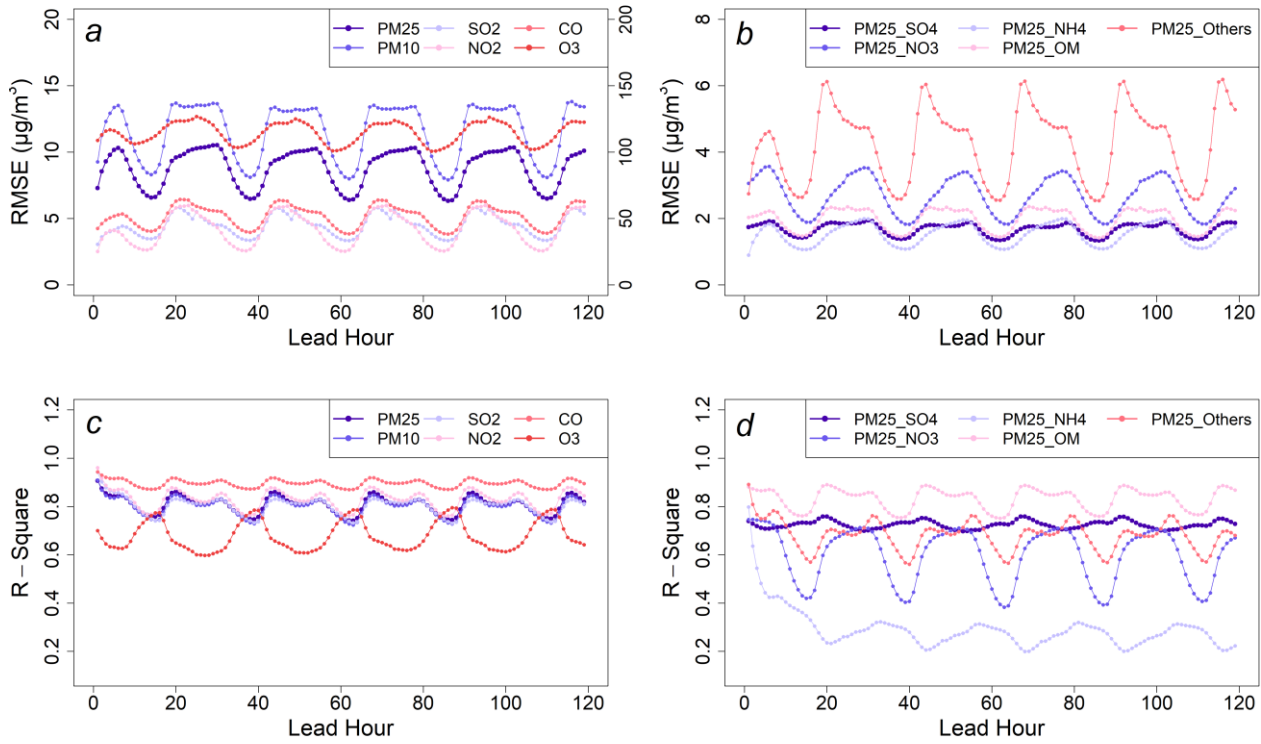 a
PM25 SO2 CO
PM10 NO2 O3
RMSE (μg/m³)
20
15
10
5
0
200
150
100
50
0
0 20 40 60 80 100 120
Lead Hour
b
PM25_SO4 PM25_NH4 PM25_Others
PM25_NO3 PM25_OM
RMSE (μg/m³)
8
6
4
2
0
0 20 40 60 80 100 120
Lead Hour
c
PM25 SO2 CO
PM10 NO2 O3
R – Square
1.2
1.0
0.8
0.6
0.4
0.2
0 20 40 60 80 100 120
Lead Hour
d
PM25_SO4 PM25_NH4 PM25_Others
PM25_NO3 PM25_OM
R – Square
1.2
1.0
0.8
0.6
0.4
0.2
0 20 40 60 80 100 120
Lead Hour